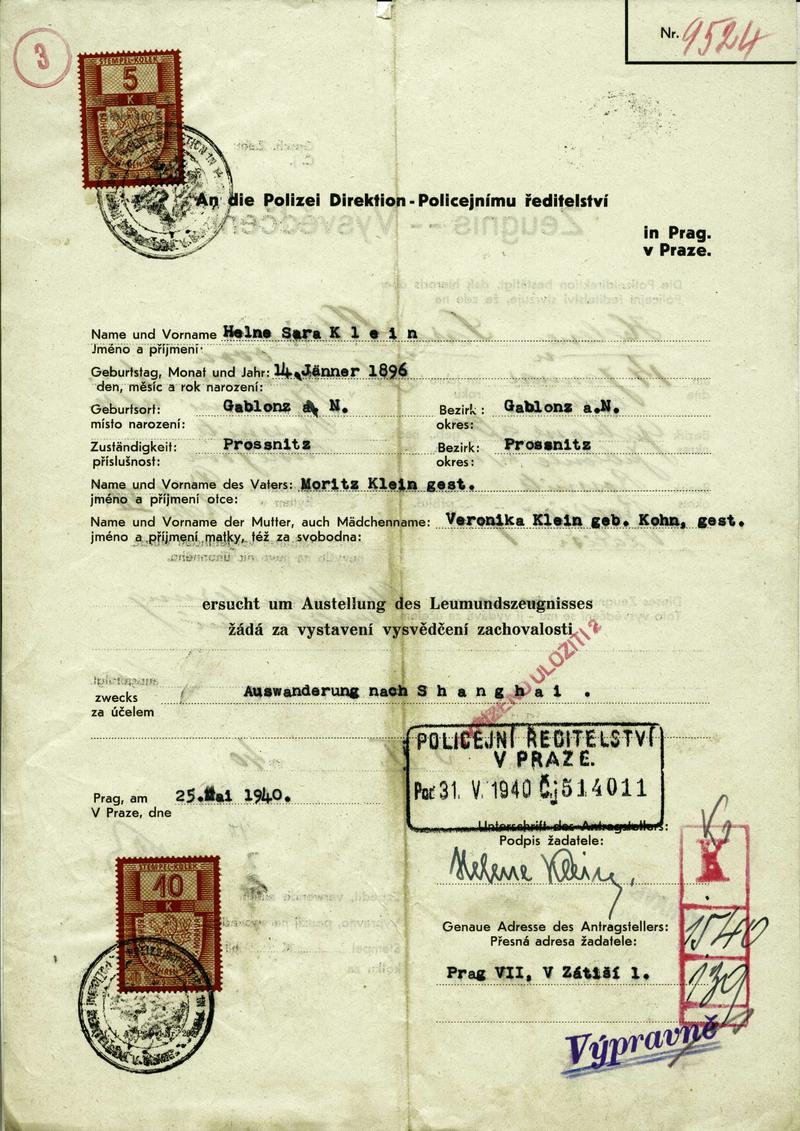 3
Nr. 9524
STEMPEL-KOLEK
5
K
An die Polizei Direktion - Policejnímu ředitelství
in Prag.
v Praze.
Name und Vorname Helne Sara K l e i n
Jméno a příjmení
Geburtstag, Monat und Jahr: 14. Jänner 1896
den, měsíc a rok narození:
Geburtsort: Gablonz a. N. Bezirk: Gablonz a.N.
místo narození: okres:
Zuständigkeit: Prossnitz Bezirk: Prossnitz
příslušnost: okres:
Name und Vorname des Vaters: Moritz Klein gest.
jméno a příjmení otce:
Name und Vorname der Mutter, auch Mädchenname: Veronika Klein geb. Kohn, gest.
jméno a příjmení matky, též za svobodna:
ersucht um Austellung des Leumundszeugnisses
žádá za vystavení vysvědčení zachovalosti
ULOŽITI?
zwecks Auswanderung nach S h a n g h a i .
za účelem
POLICEJNÍ ŘEDITELSTVÍ
V PRAZE.
31. V. 1940 Čj 514011
Prag, am 25. Mai 1940.
V Praze, dne
Unterschrift des Antragstellers:
Podpis žadatele:
Helene Klein
STEMPEL-KOLEK
10
K
Genaue Adresse des Antragstellers:
Přesná adresa žadatele:
1540
Prag VII, V Zátiší 1.
139
Výpravně